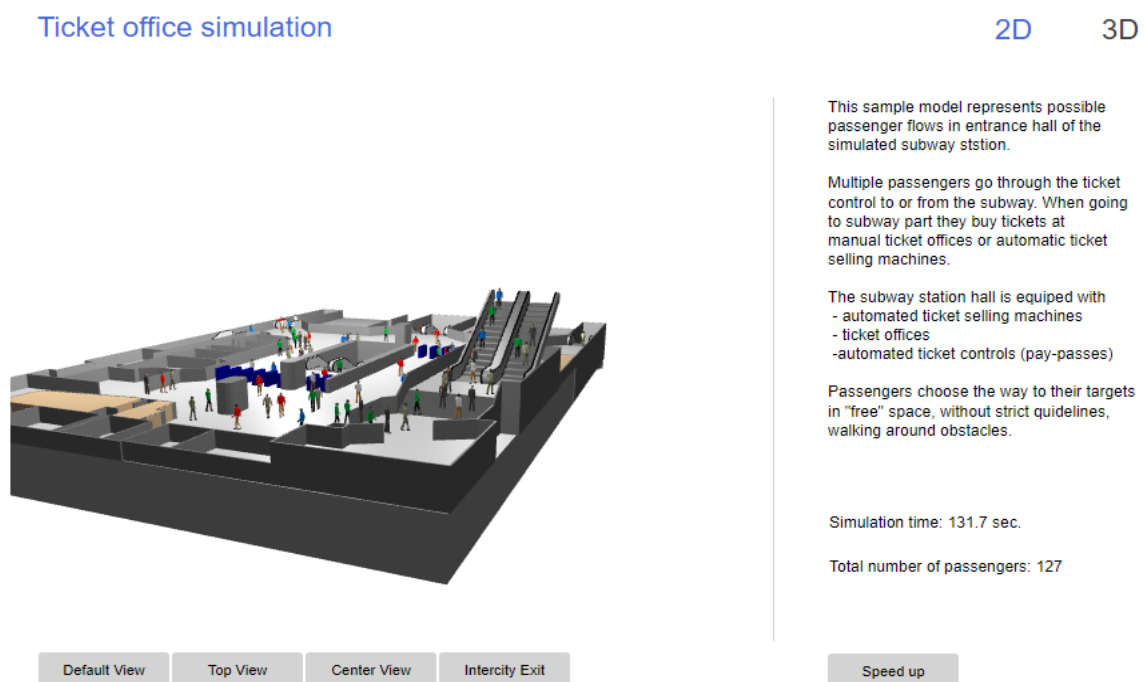 Ticket office simulation
2D
3D
This sample model represents possible
passenger flows in entrance hall of the
simulated subway ststion.
Multiple passengers go through the ticket
control to or from the subway. When going
to subway part they buy tickets at
manual ticket offices or automatic ticket
selling machines.
The subway station hall is equiped with
- automated ticket selling machines
- ticket offices
-automated ticket controls (pay-passes)
Passengers choose the way to their targets
in "free" space, without strict quidelines,
walking around obstacles.
Simulation time: 131.7 sec.
Total number of passengers: 127
Default View
Top View
Center View
Intercity Exit
Speed up